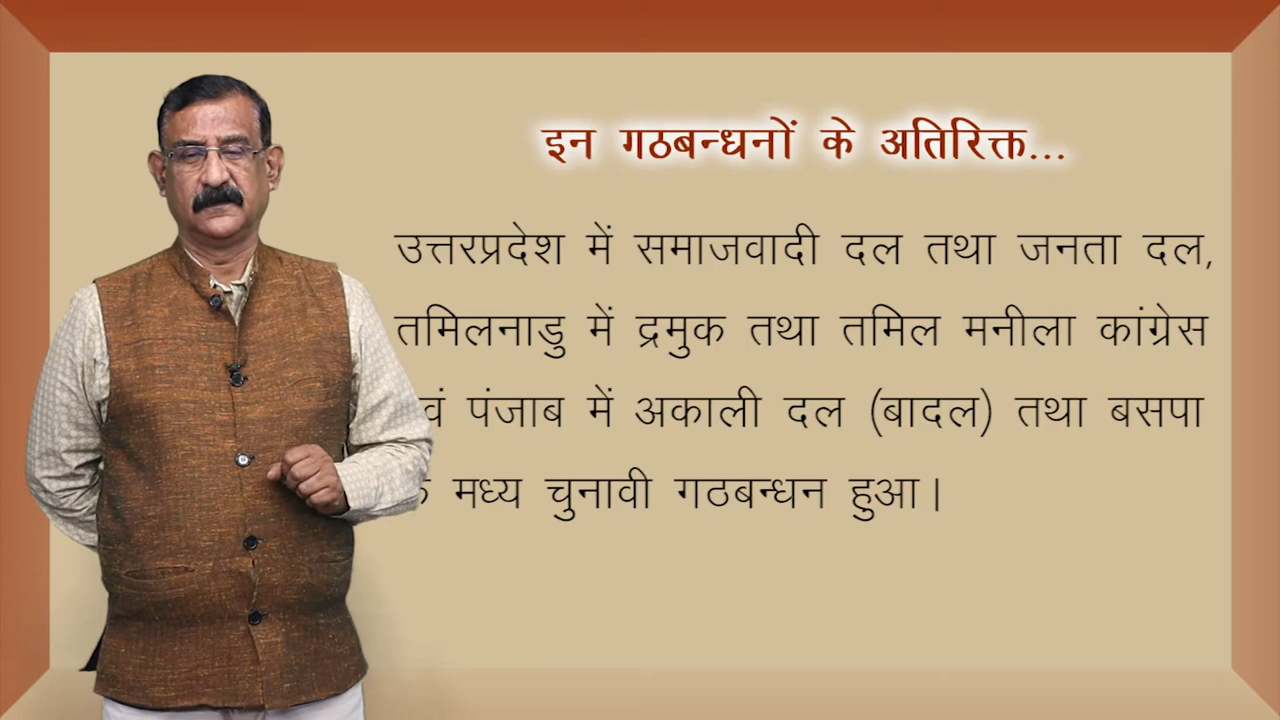 इन गठबन्धनों के अतिरिक्त...
उत्तरप्रदेश में समाजवादी दल तथा जनता दल,
तमिलनाडु में द्रमुक तथा तमिल मनीला कांग्रेस
पंजाब में अकाली दल (बादल) तथा बसपा
मध्य चुनावी गठबन्धन हुआ।